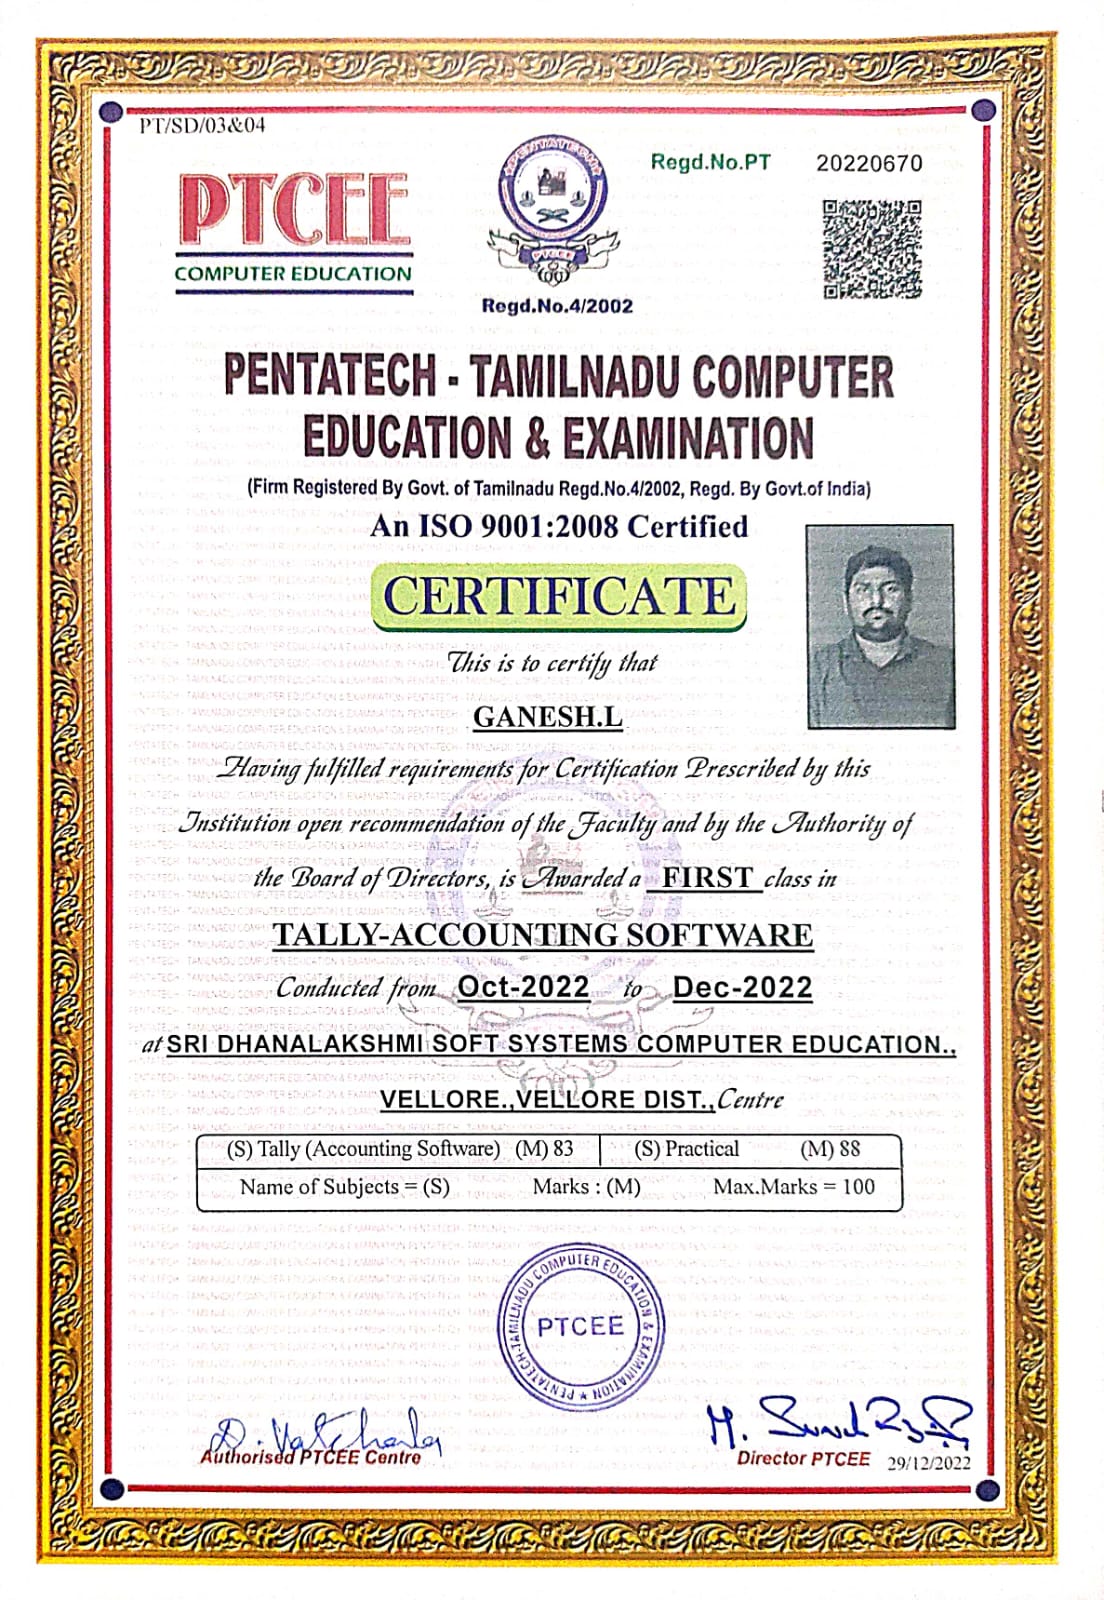 PT/SD/03&04
PTCEE
COMPUTER EDUCATION
PENTATECH
PTCEE
Regd.No.4/2002
Regd.No.PT 20220670
PENTATECH - TAMILNADU COMPUTER
EDUCATION & EXAMINATION
(Firm Registered By Govt. of Tamilnadu Regd.No.4/2002, Regd. By Govt.of India)
An ISO 9001:2008 Certified
CERTIFICATE
This is to certify that
GANESH.L
Having fulfilled requirements for Certification Prescribed by this
Institution open recommendation of the Faculty and by the Authority of
the Board of Directors, is Awarded a FIRST class in
TALLY-ACCOUNTING SOFTWARE
Conducted from Oct-2022 to Dec-2022
at SRI DHANALAKSHMI SOFT SYSTEMS COMPUTER EDUCATION.,
VELLORE.,VELLORE DIST., Centre
(S) Tally (Accounting Software) (M) 83 (S) Practical (M) 88
Name of Subjects = (S) Marks : (M) Max.Marks = 100
PENTATECH-TAMILNADU COMPUTER EDUCATION & EXAMINATION ★
PTCEE
Authorised PTCEE Centre
Director PTCEE 29/12/2022